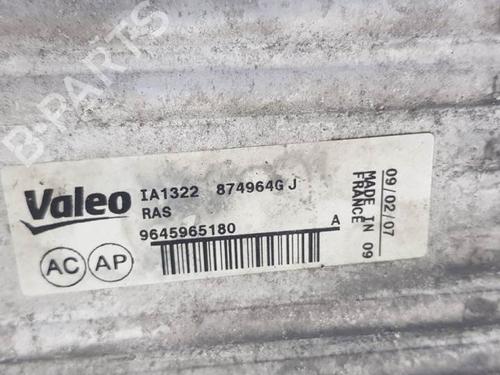 B-PARTS
Valeo
IA1322 874964G J
RAS
9645965180 A
AC AP
09/02/07
MADE IN 09
FRANCE